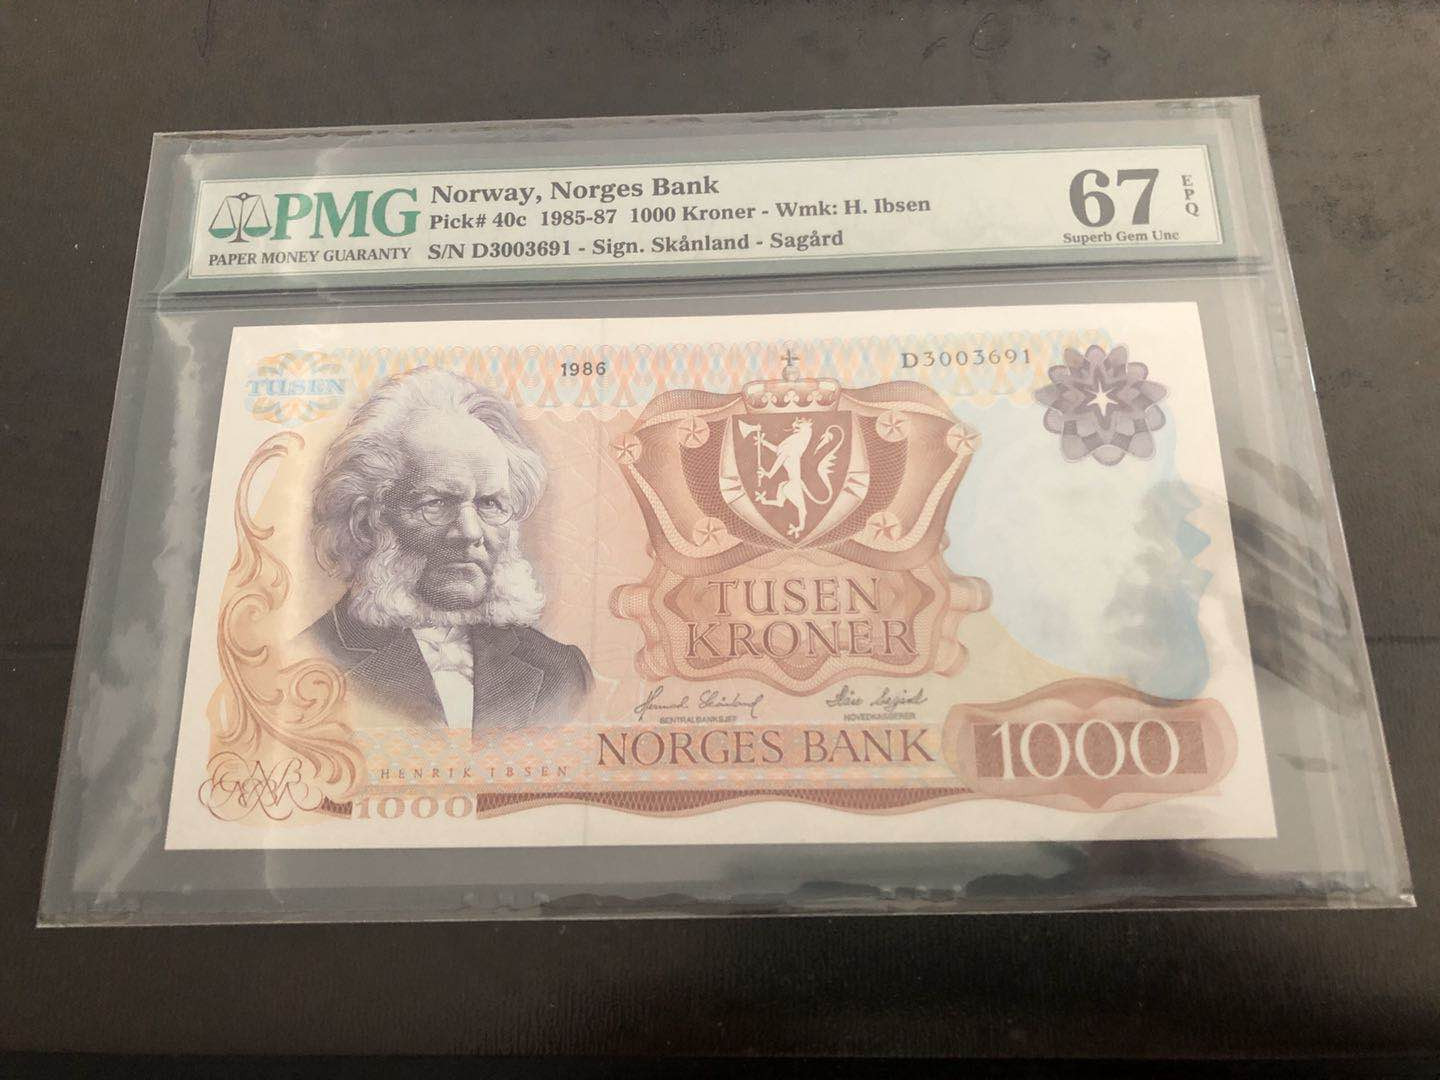 PMG
PAPER MONEY GUARANTY
Norway, Norges Bank
Pick# 40c 1985-87 1000 Kroner - Wmk: H. Ibsen
S/N D3003691 - Sign. Skånland - Sagård
67
EPQ
Superb Gem Unc
TUSEN
1986
D3003691
TUSEN
KRONER
SENTRALBANKSJEF
HOVEDKASSERER
NORGES BANK
1000
HENRIK IBSEN
1000